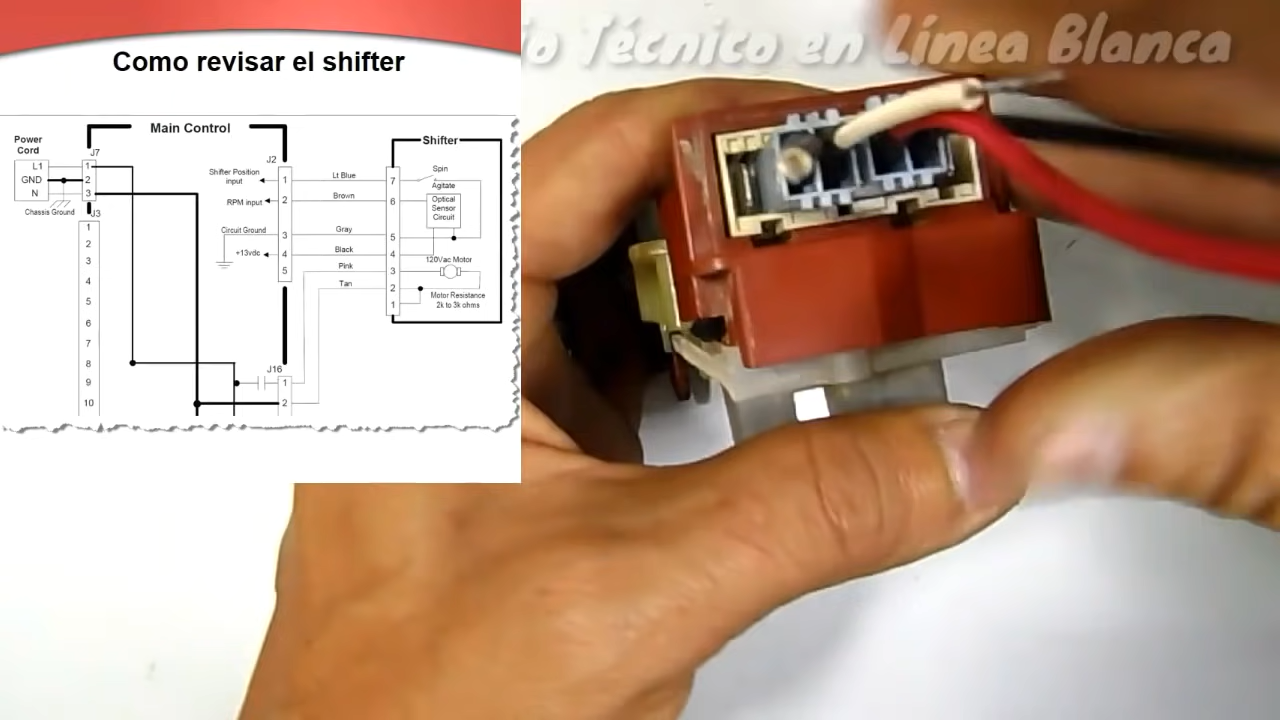 Como revisar el shifter
Técnico en Línea Blanca
Main Control
Shifter
Power
Cord
J7
L1
GND
N
1
2
3
Chassis Ground
J3
1
2
3
4
5
6
7
8
9
10
J2
Shifter Position
input
RPM input
Circuit Ground
+13vdc
1
2
3
4
5
Lt Blue
Brown
Gray
Black
Pink
Tan
7
6
5
4
3
2
1
Spin
Agitate
Optical
Sensor
Circuit
120Vac Motor
Motor Resistance
2k to 3k ohms
J16
1
2